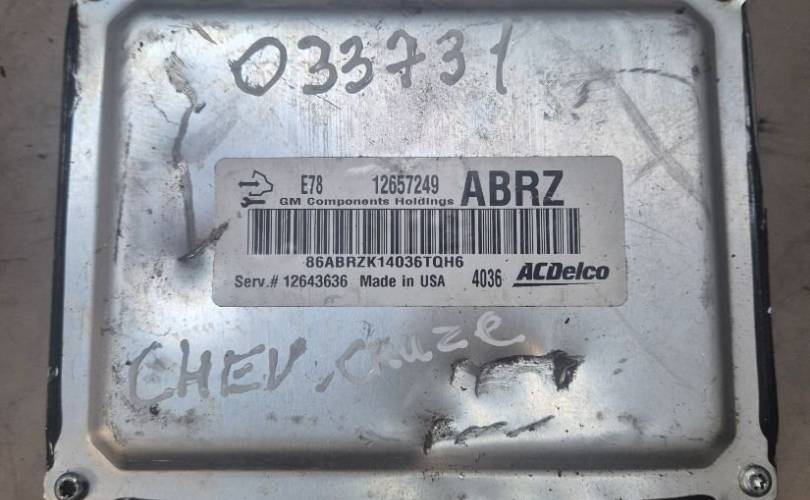 033731
E78 12657249 ABRZ
GM Components Holdings
86ABRZK14036TQH6
Serv.# 12643636 Made in USA 4036 ACDelco
CHEV. CRUZE